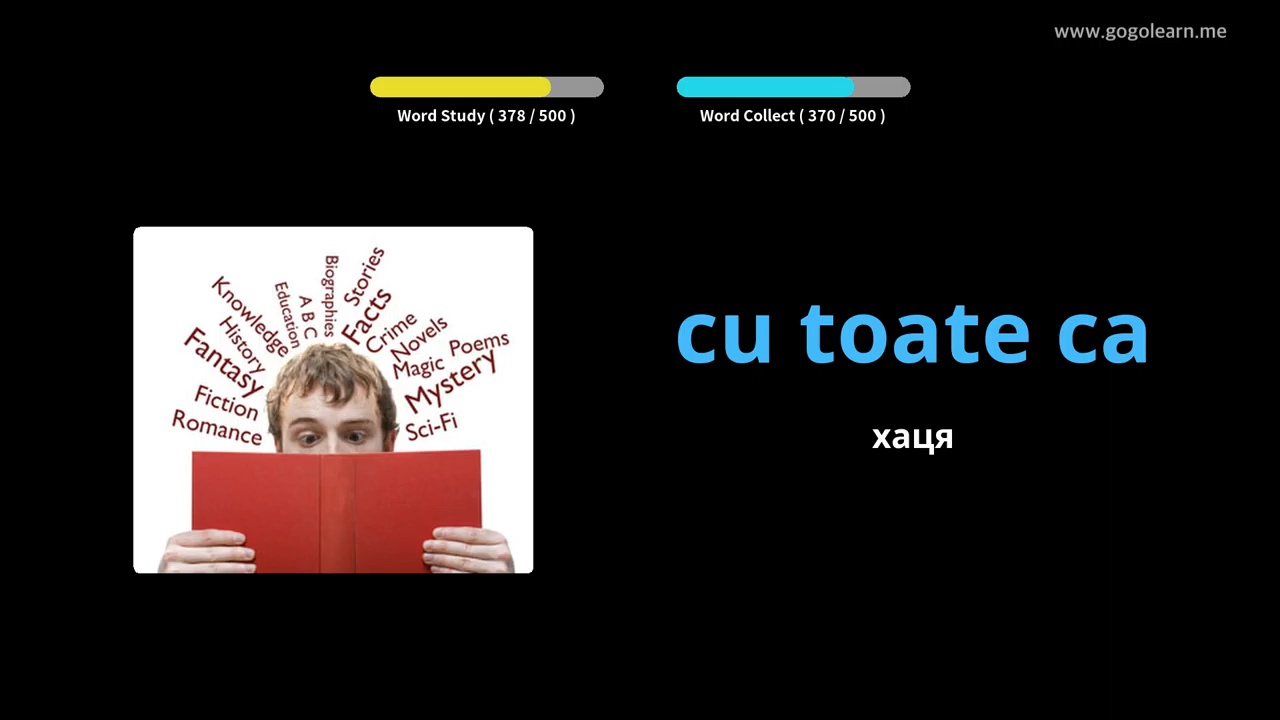 www.gogolearn.me
Word Study ( 378 / 500 )
Word Collect ( 370 / 500 )
Knowledge
Education
A B C
Biographies
Stories
Facts
History
Crime
Novels
Fantasy
Magic
Poems
Mystery
Fiction
Romance
Sci-Fi
cu toate ca
хаця